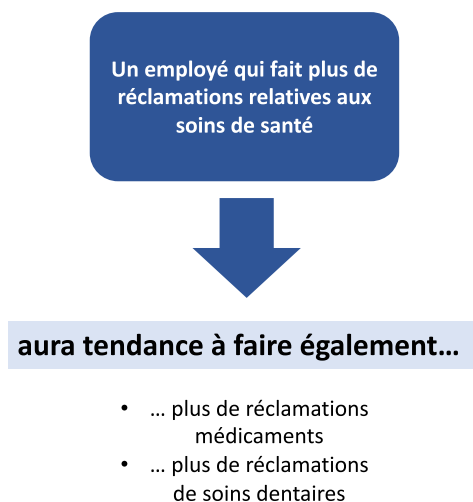 Un employé qui fait plus de
réclamations relatives aux
soins de santé
aura tendance à faire également…
• … plus de réclamations
médicaments
• … plus de réclamations
de soins dentaires